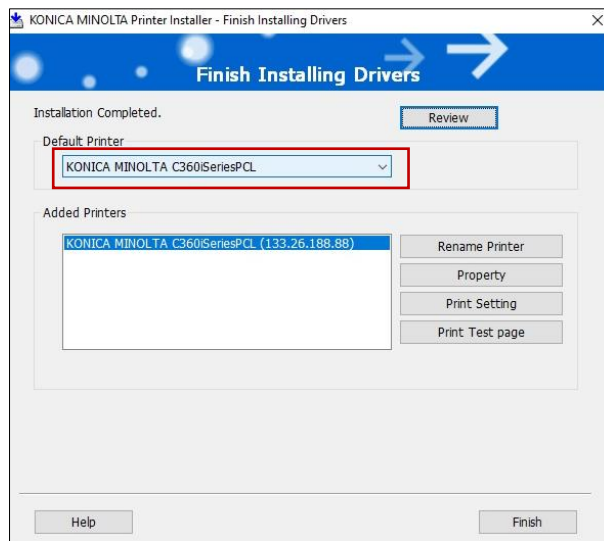 KONICA MINOLTA Printer Installer - Finish Installing Drivers
Finish Installing Drivers
Installation Completed.
Review
Default Printer
KONICA MINOLTA C360iSeriesPCL
Added Printers
KONICA MINOLTA C360iSeriesPCL (133.26.188.88)
Rename Printer
Property
Print Setting
Print Test page
Help
Finish